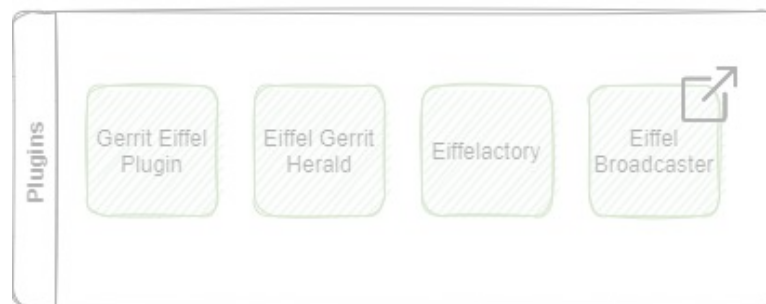 Plugins
Gerrit Eiffel
Plugin
Eiffel Gerrit
Herald
Eiffelactory
Eiffel
Broadcaster